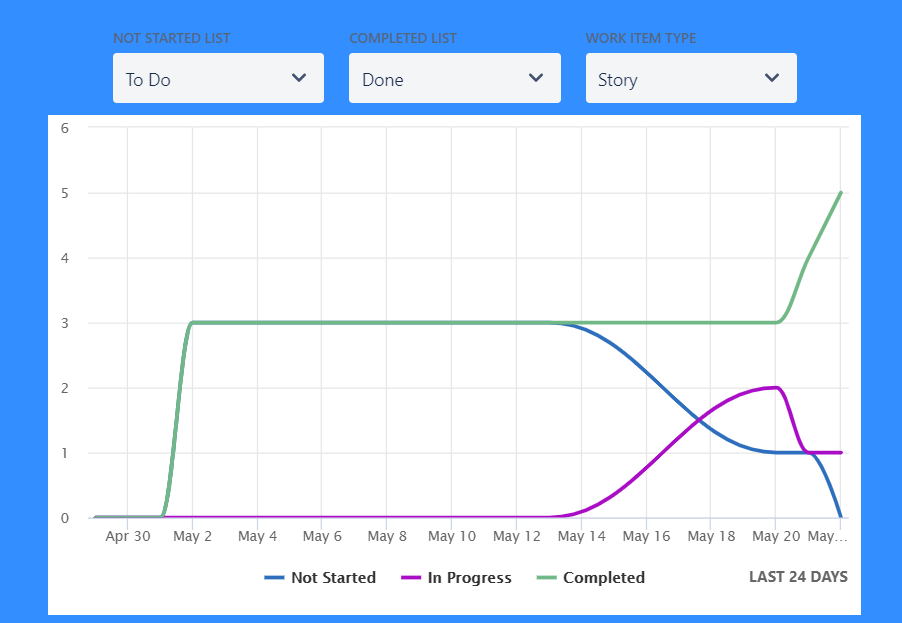 NOT STARTED LIST COMPLETED LIST WORK ITEM TYPE
To Do Done Story
6
5
4
3
2
1
0
Apr 30 May 2 May 4 May 6 May 8 May 10 May 12 May 14 May 16 May 18 May 20 May...
Not Started In Progress Completed LAST 24 DAYS